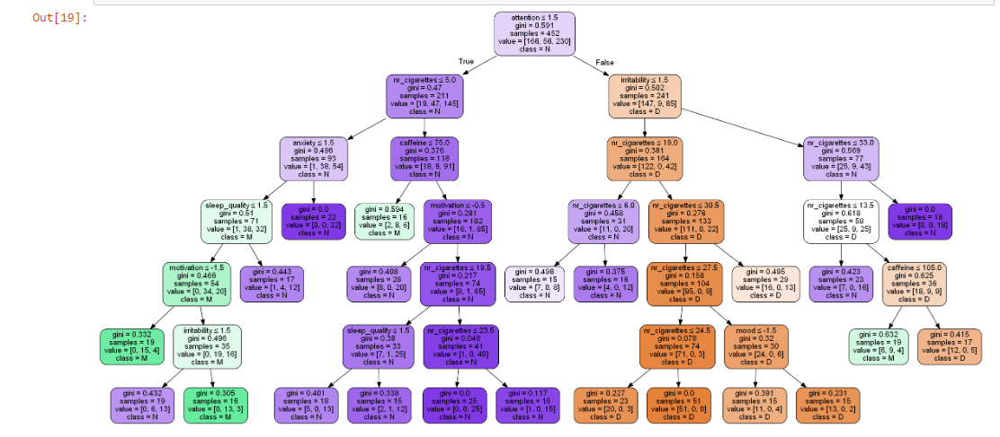 Out[19]:
attention ≤ 1.5
gini = 0.591
samples = 452
value = [166, 56, 230]
class = N
True
False
nr_cigarettes ≤ 5.0
gini = 0.47
samples = 211
value = [19, 47, 145]
class = N
irritability ≤ 1.5
gini = 0.502
samples = 241
value = [147, 9, 85]
class = D
anxiety ≤ 1.5
gini = 0.496
samples = 93
value = [1, 38, 54]
class = N
caffeine ≤ 75.0
gini = 0.376
samples = 118
value = [18, 9, 91]
class = N
nr_cigarettes ≤ 19.0
gini = 0.381
samples = 164
value = [122, 0, 42]
class = D
nr_cigarettes ≤ 33.0
gini = 0.569
samples = 77
value = [25, 9, 43]
class = N
sleep_quality ≤ 1.5
gini = 0.51
samples = 71
value = [1, 38, 32]
class = M
gini = 0.0
samples = 22
value = [0, 0, 22]
class = N
gini = 0.594
samples = 16
value = [2, 8, 6]
class = M
motivation ≤ -0.5
gini = 0.281
samples = 102
value = [16, 1, 85]
class = N
nr_cigarettes ≤ 6.0
gini = 0.458
samples = 31
value = [11, 0, 20]
class = N
nr_cigarettes ≤ 30.5
gini = 0.276
samples = 133
value = [111, 0, 22]
class = D
nr_cigarettes ≤ 13.5
gini = 0.618
samples = 59
value = [25, 9, 25]
class = D
gini = 0.0
samples = 18
value = [0, 0, 18]
class = N
motivation ≤ -1.5
gini = 0.466
samples = 54
value = [0, 34, 20]
class = M
gini = 0.443
samples = 17
value = [1, 4, 12]
class = N
gini = 0.408
samples = 28
value = [8, 0, 20]
class = N
nr_cigarettes ≤ 19.5
gini = 0.217
samples = 74
value = [8, 1, 65]
class = N
gini = 0.498
samples = 15
value = [7, 0, 8]
class = N
gini = 0.375
samples = 16
value = [4, 0, 12]
class = N
nr_cigarettes ≤ 27.5
gini = 0.158
samples = 104
value = [95, 0, 9]
class = D
gini = 0.495
samples = 29
value = [16, 0, 13]
class = D
gini = 0.423
samples = 23
value = [7, 0, 16]
class = N
caffeine ≤ 105.0
gini = 0.625
samples = 36
value = [18, 9, 9]
class = D
gini = 0.332
samples = 19
value = [0, 15, 4]
class = M
irritability ≤ 1.5
gini = 0.496
samples = 35
value = [0, 19, 16]
class = M
sleep_quality ≤ 1.5
gini = 0.38
samples = 33
value = [7, 1, 25]
class = N
nr_cigarettes ≤ 23.5
gini = 0.048
samples = 41
value = [1, 0, 40]
class = N
nr_cigarettes ≤ 24.5
gini = 0.078
samples = 74
value = [71, 0, 3]
class = D
mood ≤ -1.5
gini = 0.32
samples = 30
value = [24, 0, 6]
class = D
gini = 0.632
samples = 19
value = [6, 9, 4]
class = M
gini = 0.415
samples = 17
value = [12, 0, 5]
class = D
gini = 0.432
samples = 19
value = [0, 6, 13]
class = N
gini = 0.305
samples = 16
value = [0, 13, 3]
class = M
gini = 0.401
samples = 18
value = [5, 0, 13]
class = N
gini = 0.338
samples = 15
value = [2, 1, 12]
class = N
gini = 0.0
samples = 25
value = [0, 0, 25]
class = N
gini = 0.117
samples = 16
value = [1, 0, 15]
class = N
gini = 0.227
samples = 23
value = [20, 0, 3]
class = D
gini = 0.0
samples = 51
value = [51, 0, 0]
class = D
gini = 0.391
samples = 15
value = [11, 0, 4]
class = D
gini = 0.231
samples = 15
value = [13, 0, 2]
class = D